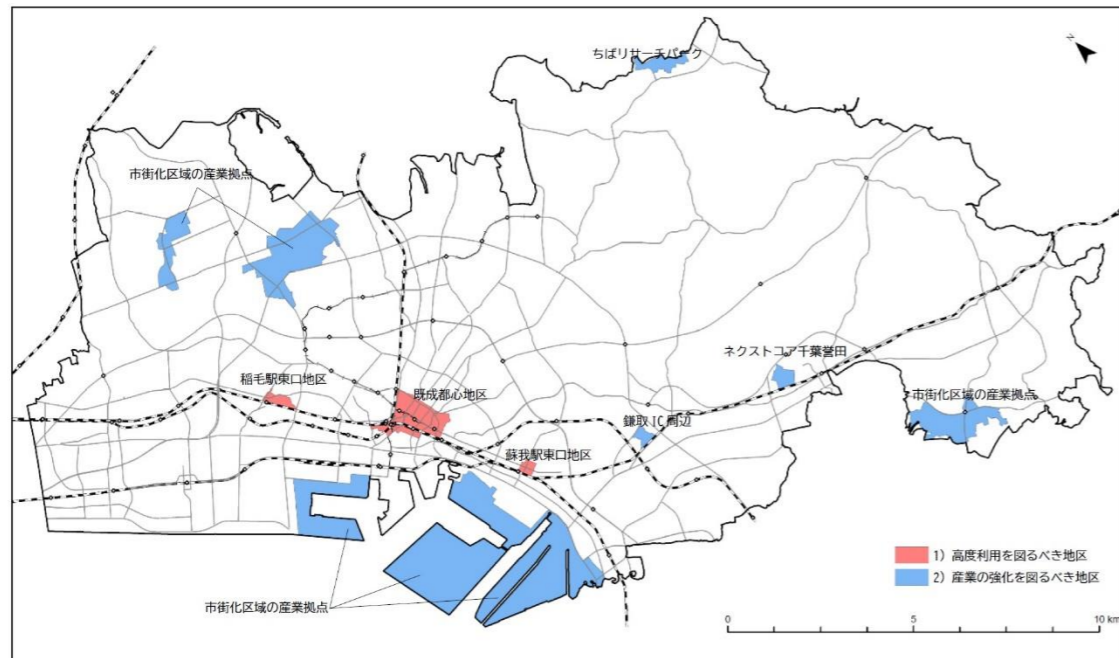 N
ちばリサーチパーク
市街化区域の産業拠点
ネクストコア千葉誉田
稲毛駅東口地区
既成都心地区
市街化区域の産業拠点
鎌取 IC 周辺
蘇我駅東口地区
1）高度利用を図るべき地区
2）産業の強化を図るべき地区
市街化区域の産業拠点
0 5 10 km